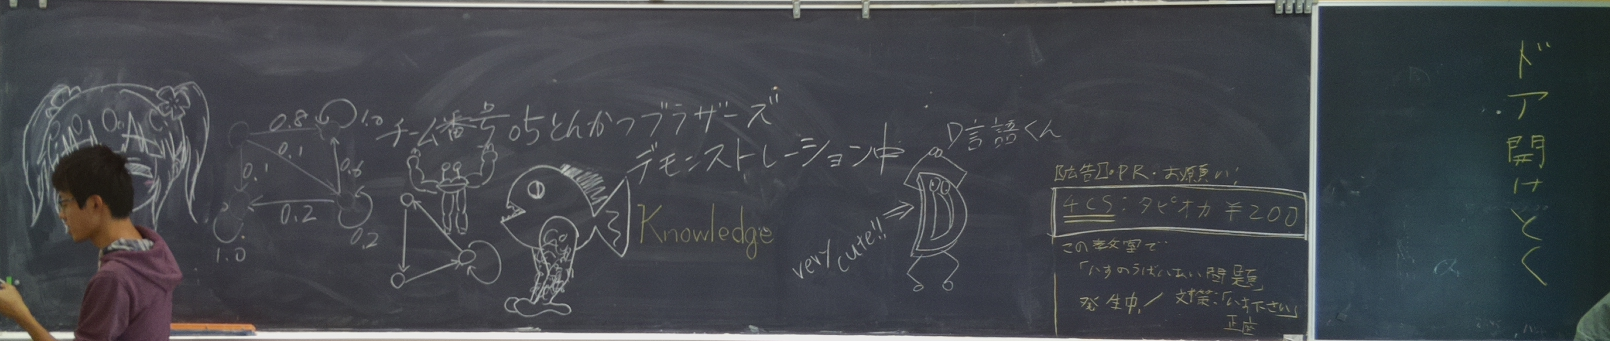 0.8
1.0
0.1
0.1
0.6
0.2
0.2
1.0
チーム番号05とんかつブラザーズ
デモンストレーション中
Knowledge
D言語くん
very cute!!
【広告】・PR・お願い!
4CS:タピオカ ¥200
この教室で
「いすのうばいあい問題」
発生中! 対策:「いす下さい」
正座
ドア開けとく